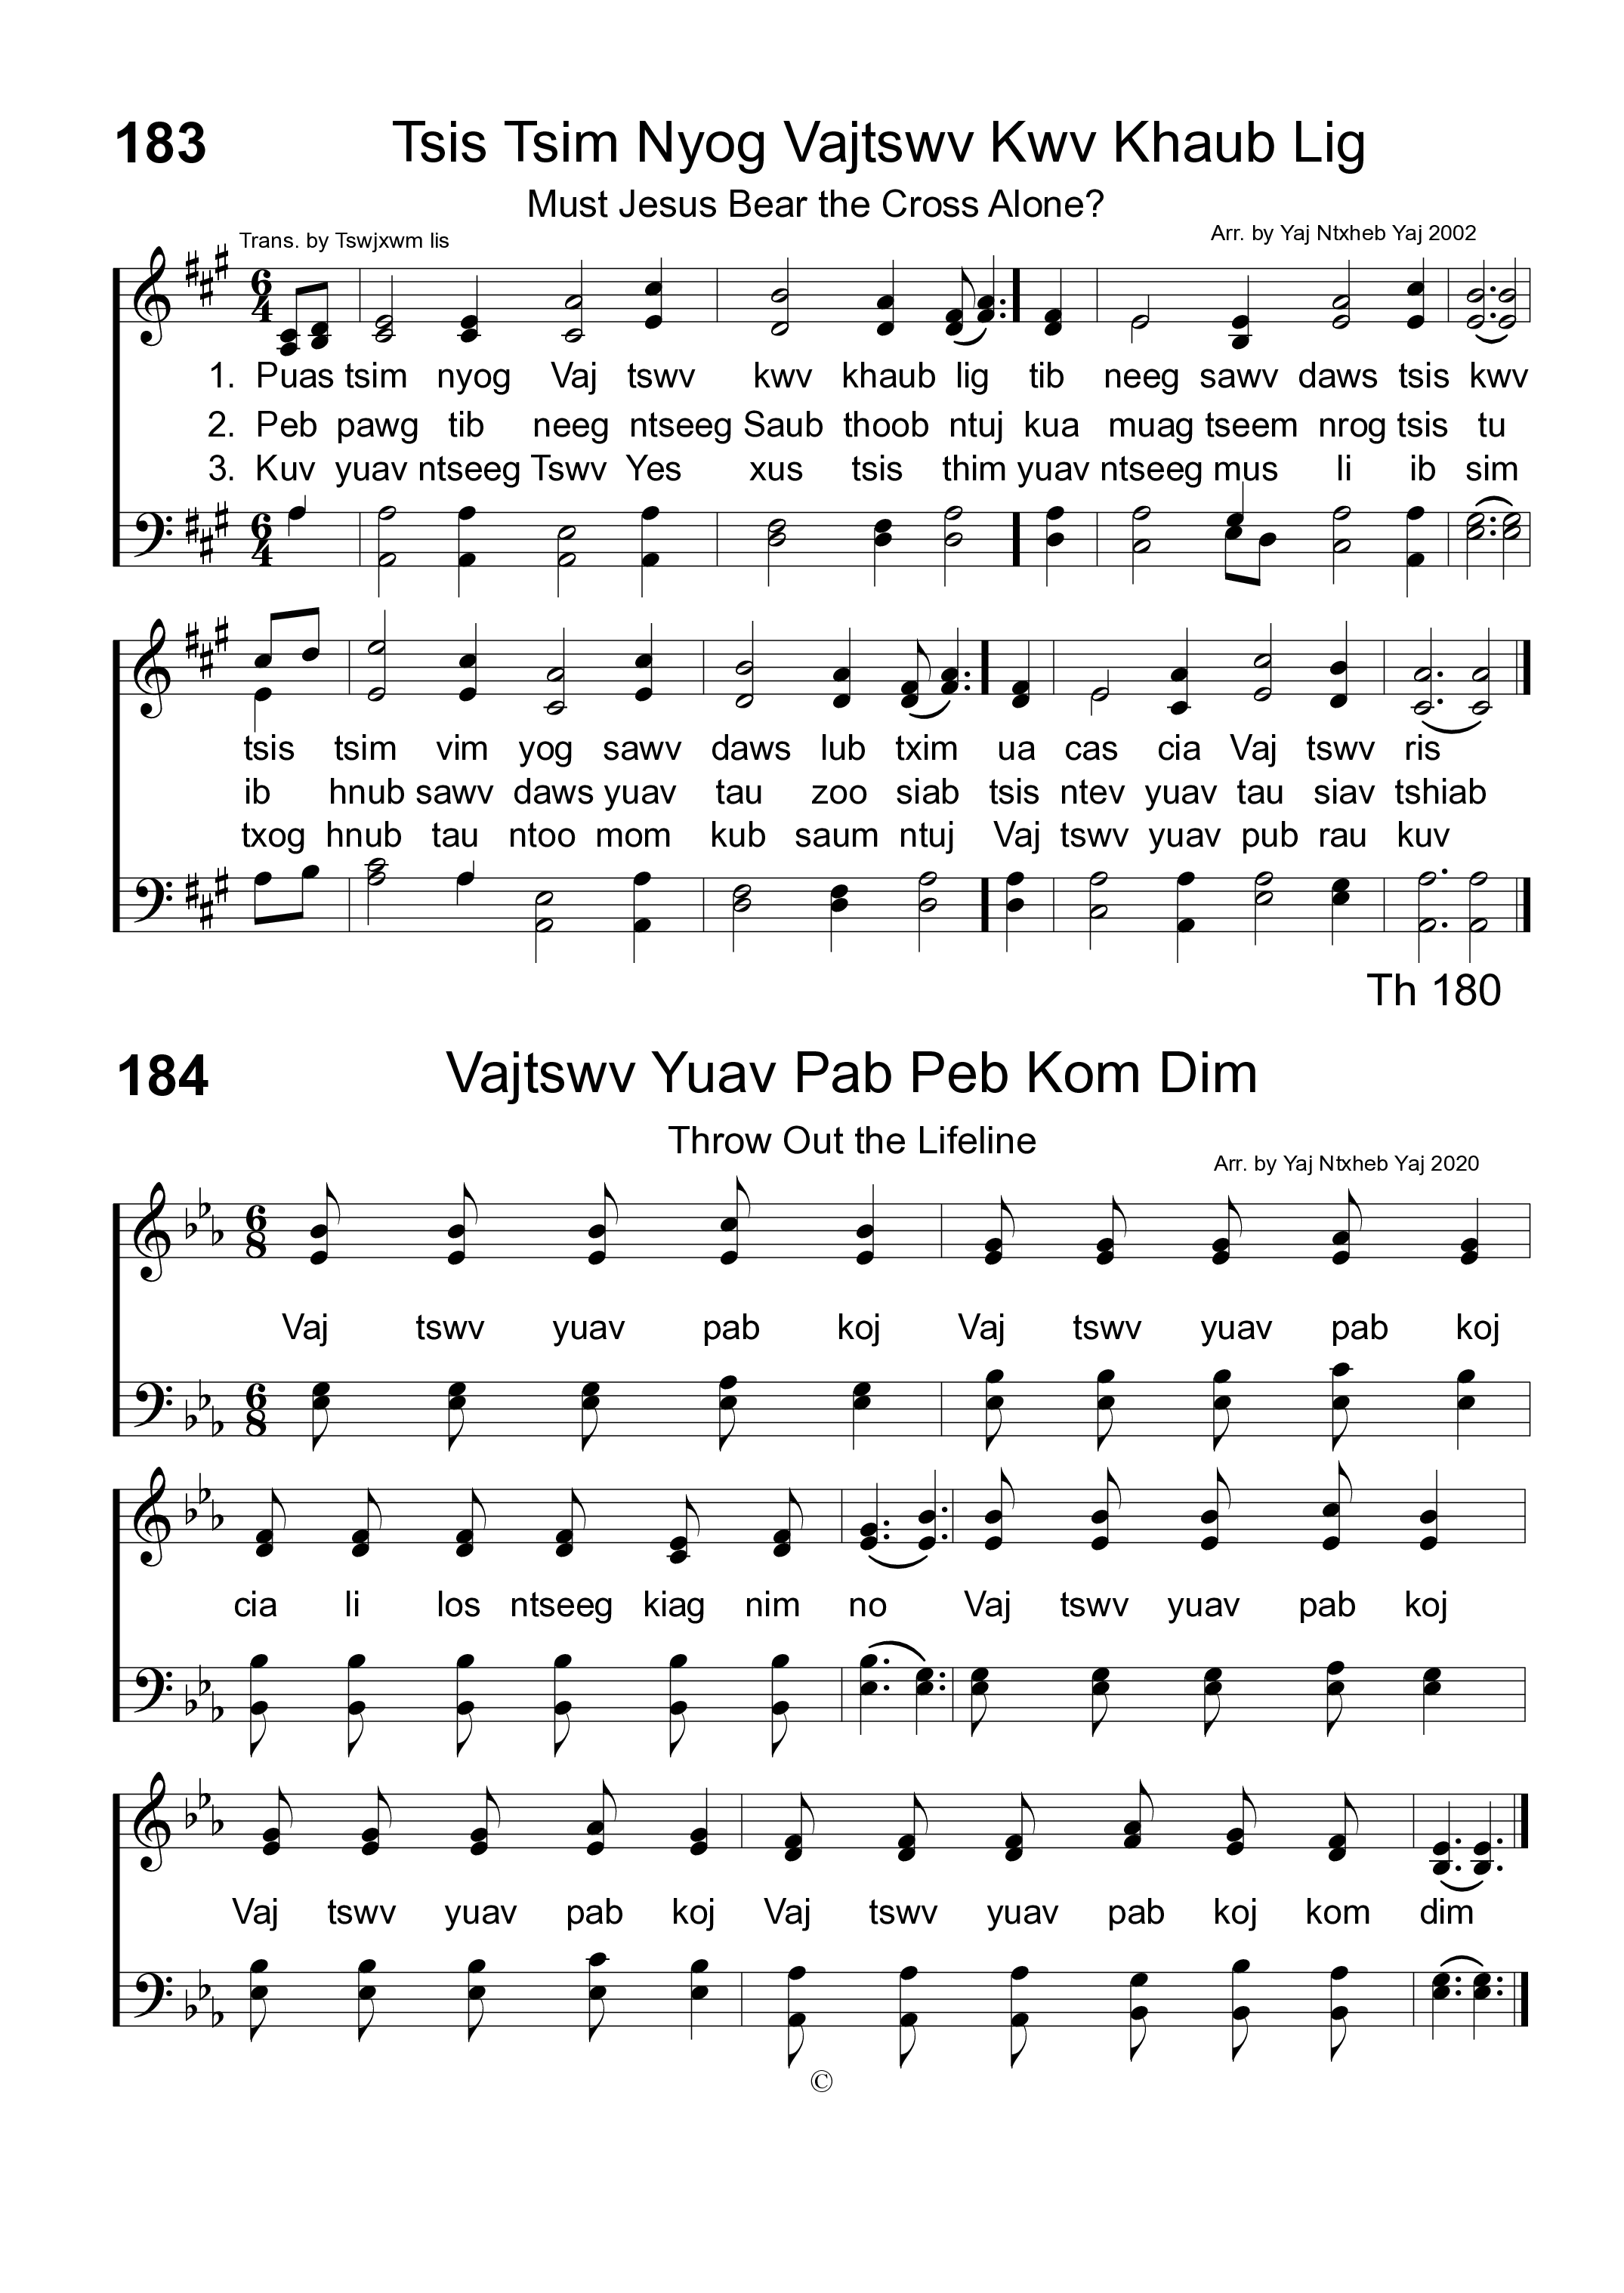 183 Tsis Tsim Nyog Vajtswv Kwv Khaub Lig
Must Jesus Bear the Cross Alone?
Trans. by Tswjxwm lis Arr. by Yaj Ntxheb Yaj 2002
6 4
1. Puas tsim nyog Vaj tswv kwv khaub lig tib neeg sawv daws tsis kwv
2. Peb pawg tib neeg ntseeg Saub thoob ntuj kua muag tseem nrog tsis tu
3. Kuv yuav ntseeg Tswv Yes xus tsis thim yuav ntseeg mus li ib sim
6 4
tsis tsim vim yog sawv daws lub txim ua cas cia Vaj tswv ris
ib hnub sawv daws yuav tau zoo siab tsis ntev yuav tau siav tshiab
txog hnub tau ntoo mom kub saum ntuj Vaj tswv yuav pub rau kuv
Th 180
184 Vajtswv Yuav Pab Peb Kom Dim
Throw Out the Lifeline
Arr. by Yaj Ntxheb Yaj 2020
6 8
Vaj tswv yuav pab koj Vaj tswv yuav pab koj
6 8
cia li los ntseeg kiag nim no Vaj tswv yuav pab koj
Vaj tswv yuav pab koj Vaj tswv yuav pab koj kom dim
©